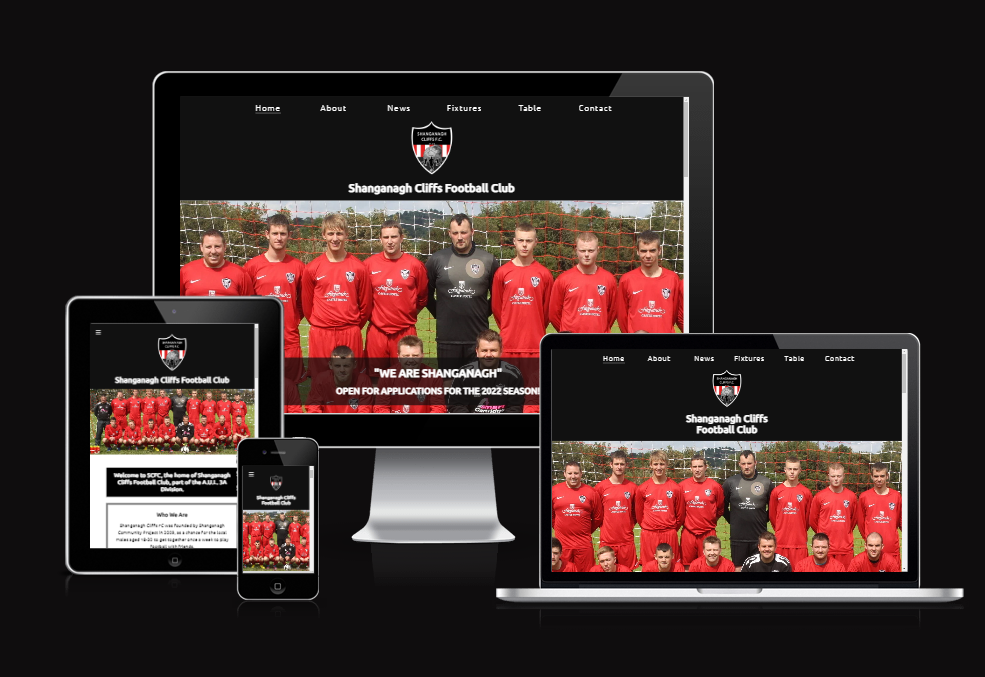 Home About News Fixtures Table Contact
SHANGANAGH
CLIFFS F.C.
Shanganagh Cliffs Football Club
"WE ARE SHANGANAGH"
OPEN FOR APPLICATIONS FOR THE 2022 SEASON!
Shanganagh Cliffs Football Club
Welcome to SCFC, the home of Shanganagh
Cliffs Football Club, part of the A.U.L. 3A
Division.
Who We Are
Shanganagh Cliffs FC was founded by Shanganagh
Community Project in 2009, as a chance for the local
males aged 16-30 to get together once a week to play
football with friends.
Shanganagh Cliffs
Football Club
Home About News Fixtures Table Contact
SHANGANAGH
CLIFFS F.C.
Shanganagh Cliffs
Football Club